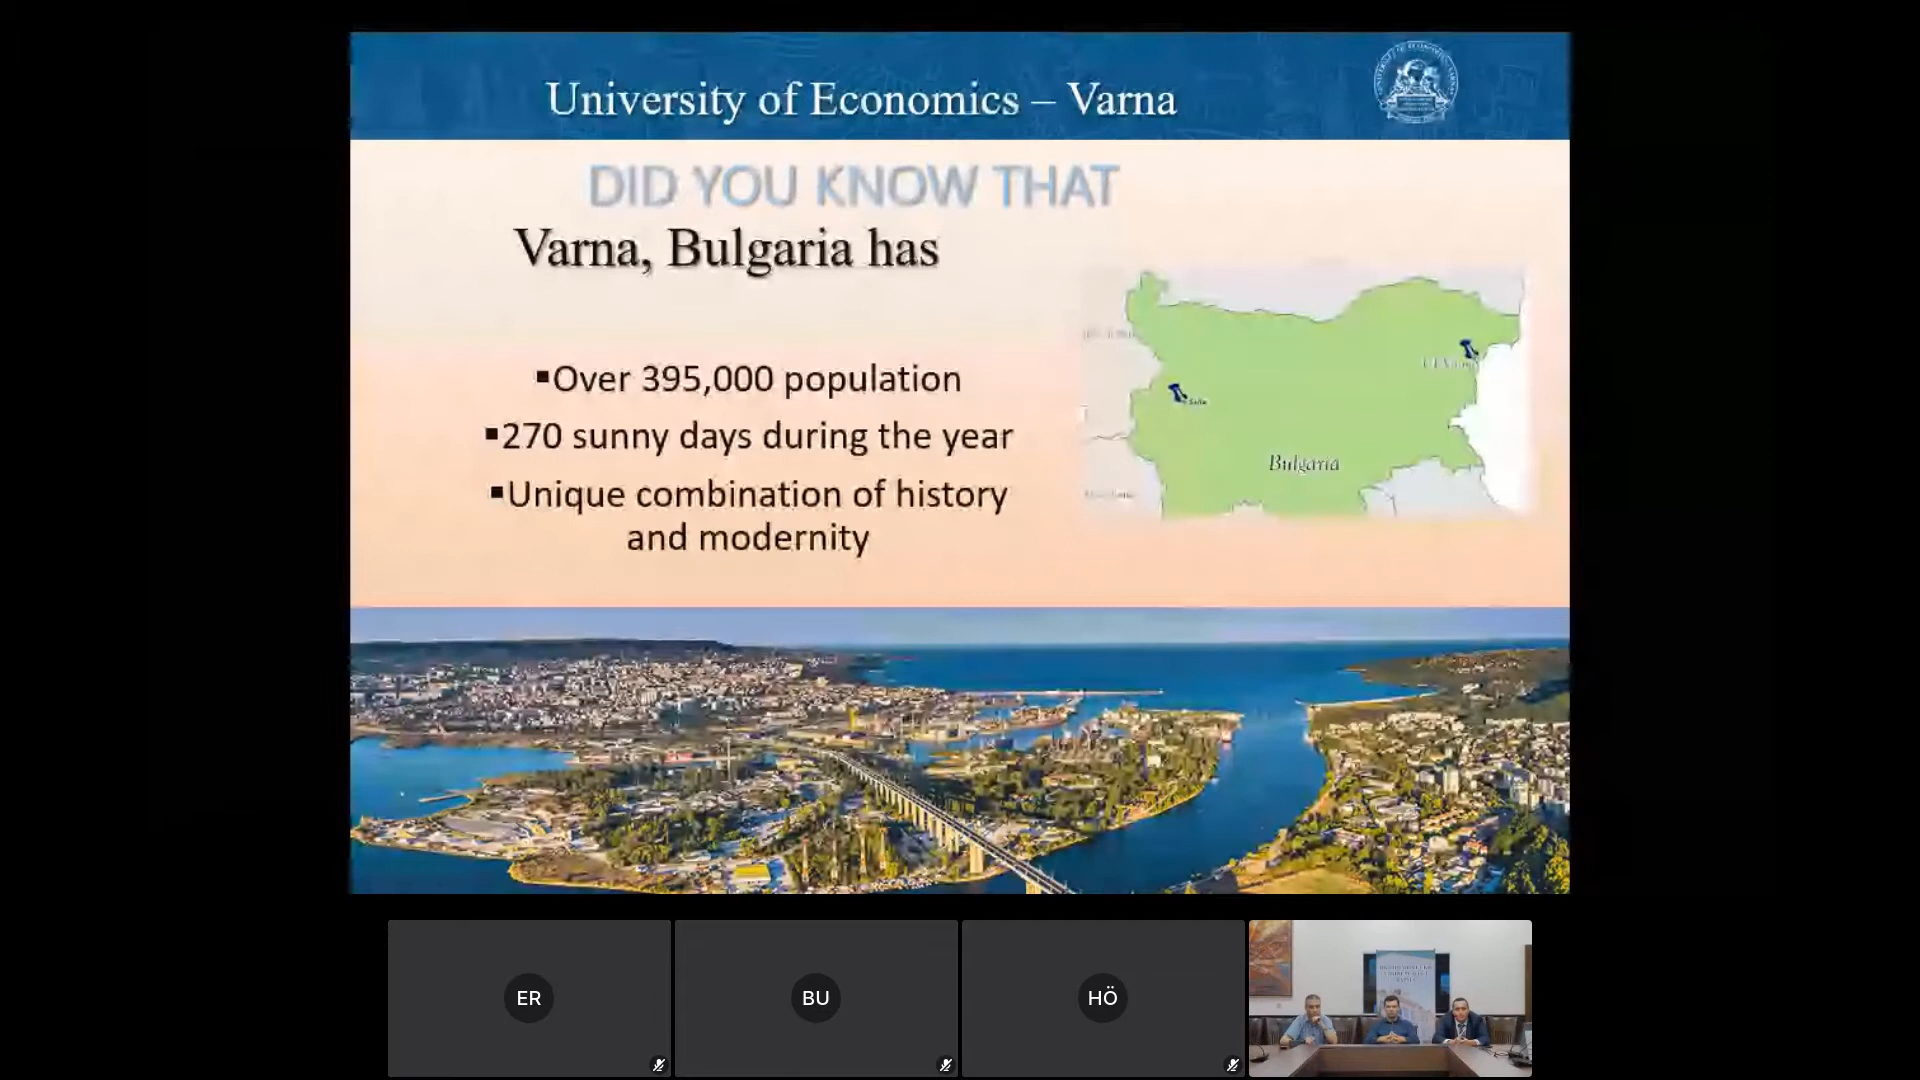 University of Economics – Varna
DID YOU KNOW THAT
Varna, Bulgaria has
▪Over 395,000 population
▪270 sunny days during the year
▪Unique combination of history
and modernity
Bulgaria
ER
BU
HÖ